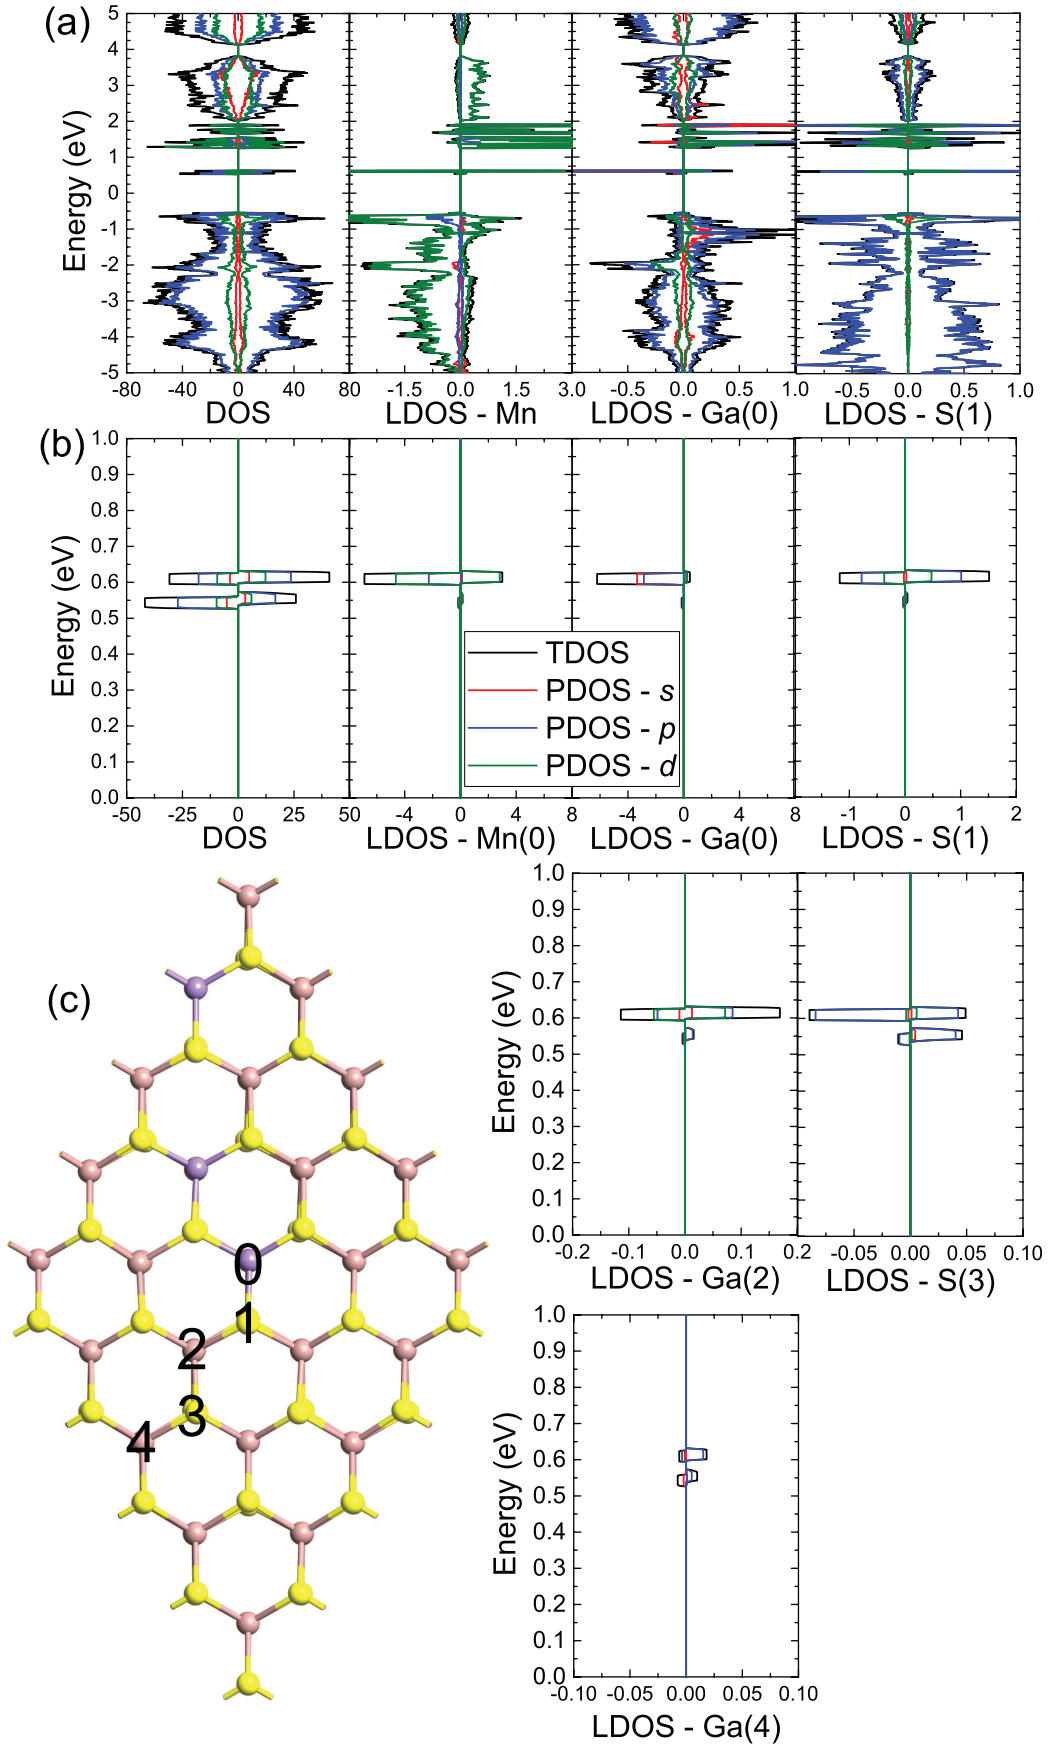 (a)
5
4
3
2
1
0
-1
-2
-3
-4
-5
Energy (eV)
-80 -40 0 40 80 -1.5 0.0 1.5 3.0 -0.5 0.0 0.5 1.0 -0.5 0.0 0.5 1.0
DOS LDOS - Mn LDOS - Ga(0) LDOS - S(1)
(b)
1.0
0.9
0.8
0.7
0.6
0.5
0.4
0.3
0.2
0.1
0.0
Energy (eV)
TDOS
PDOS - s
PDOS - p
PDOS - d
-50 -25 0 25 50 -4 0 4 8 -4 0 4 8 -1 0 1 2
DOS LDOS - Mn(0) LDOS - Ga(0) LDOS - S(1)
(c)
0
1
2
3
4
1.0
0.9
0.8
0.7
0.6
0.5
0.4
0.3
0.2
0.1
0.0
Energy (eV)
-0.2 -0.1 0.0 0.1 0.2 -0.05 0.00 0.05 0.10
LDOS - Ga(2) LDOS - S(3)
1.0
0.9
0.8
0.7
0.6
0.5
0.4
0.3
0.2
0.1
0.0
Energy (eV)
-0.10 -0.05 0.00 0.05 0.10
LDOS - Ga(4)